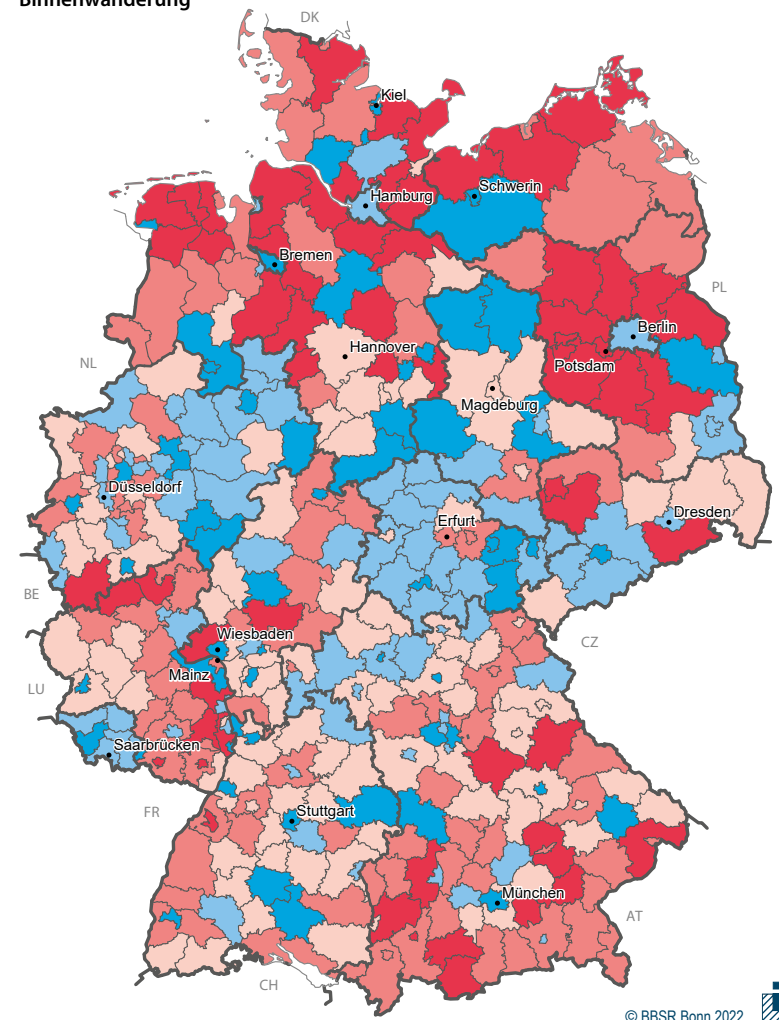 Binnenwanderung
DK
Kiel
Hamburg
Schwerin
Bremen
PL
Berlin
Hannover
Potsdam
NL
Magdeburg
Düsseldorf
Dresden
Erfurt
BE
Wiesbaden
CZ
Mainz
LU
Saarbrücken
FR
Stuttgart
München
AT
CH
© BBSR Bonn 2022